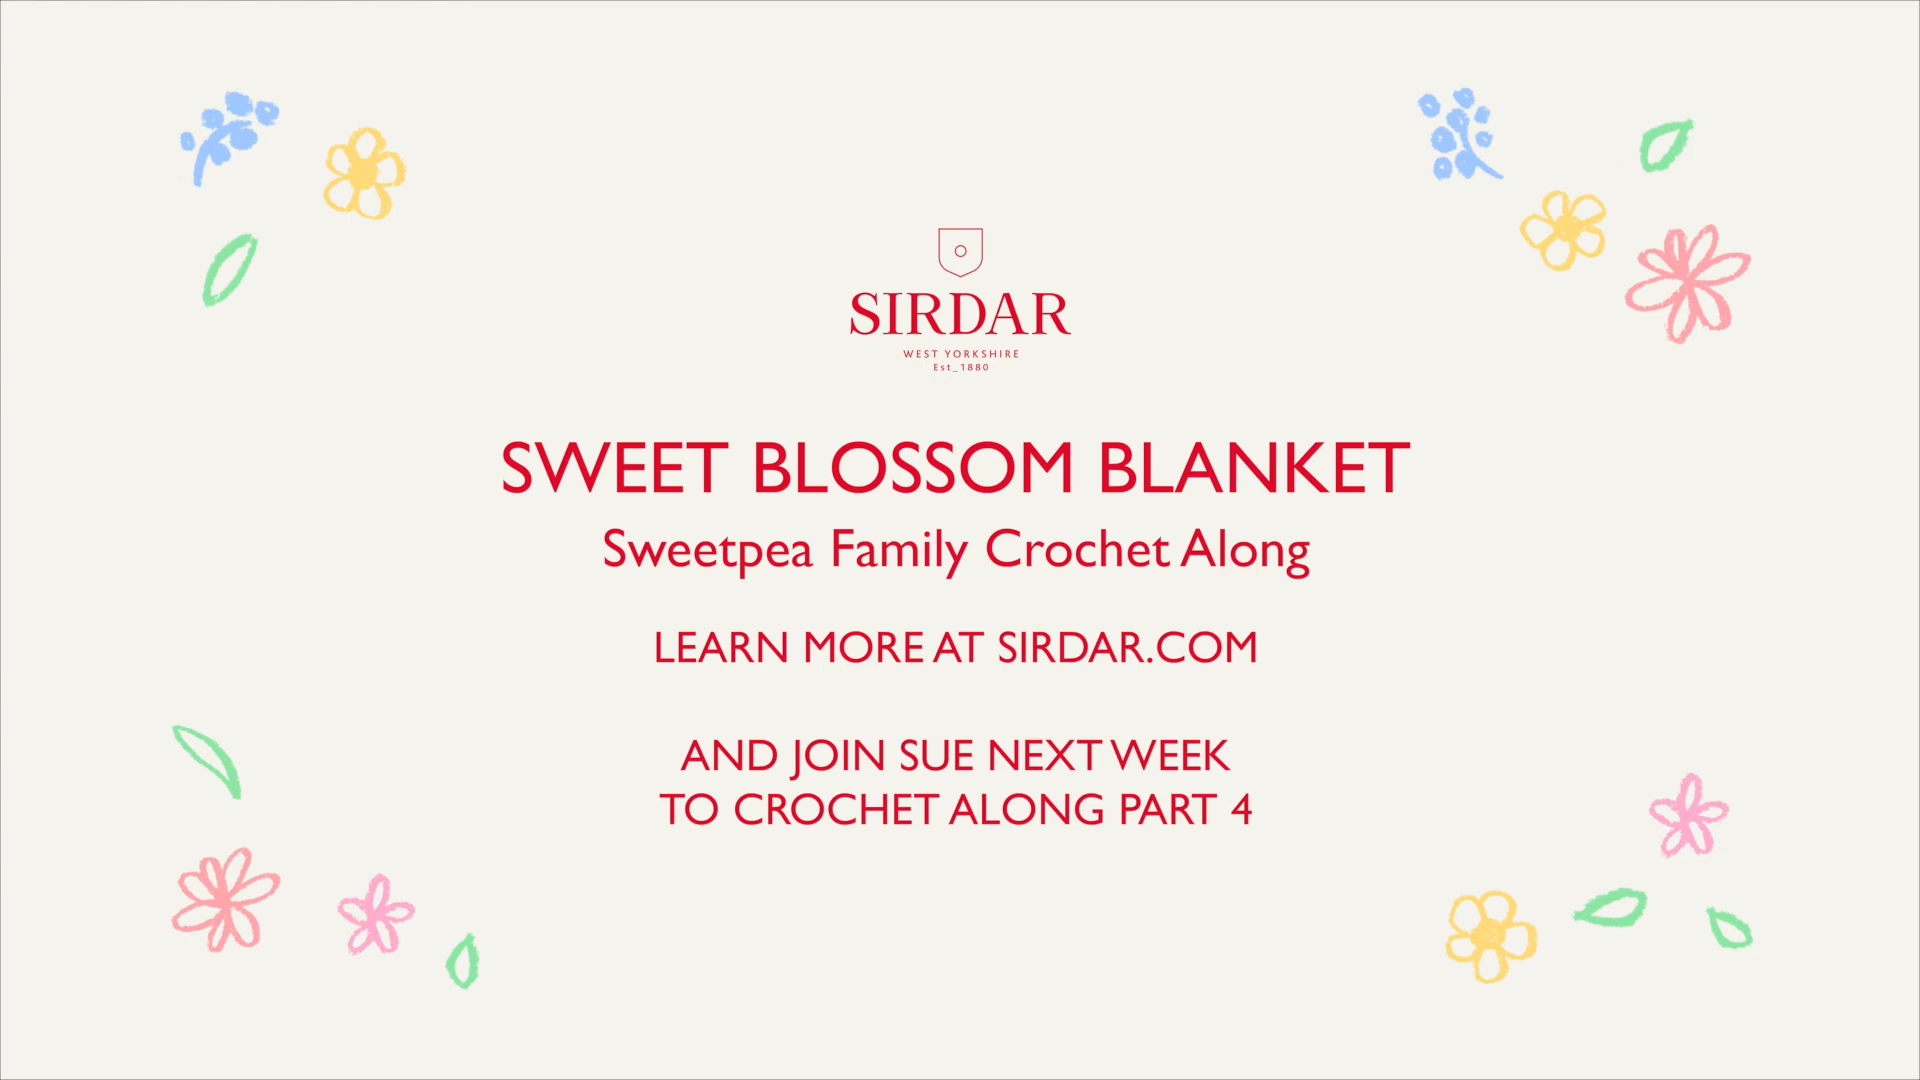 SIRDAR
WEST YORKSHIRE
Est_1880
SWEET BLOSSOM BLANKET
Sweetpea Family Crochet Along
LEARN MORE AT SIRDAR.COM
AND JOIN SUE NEXT WEEK
TO CROCHET ALONG PART 4